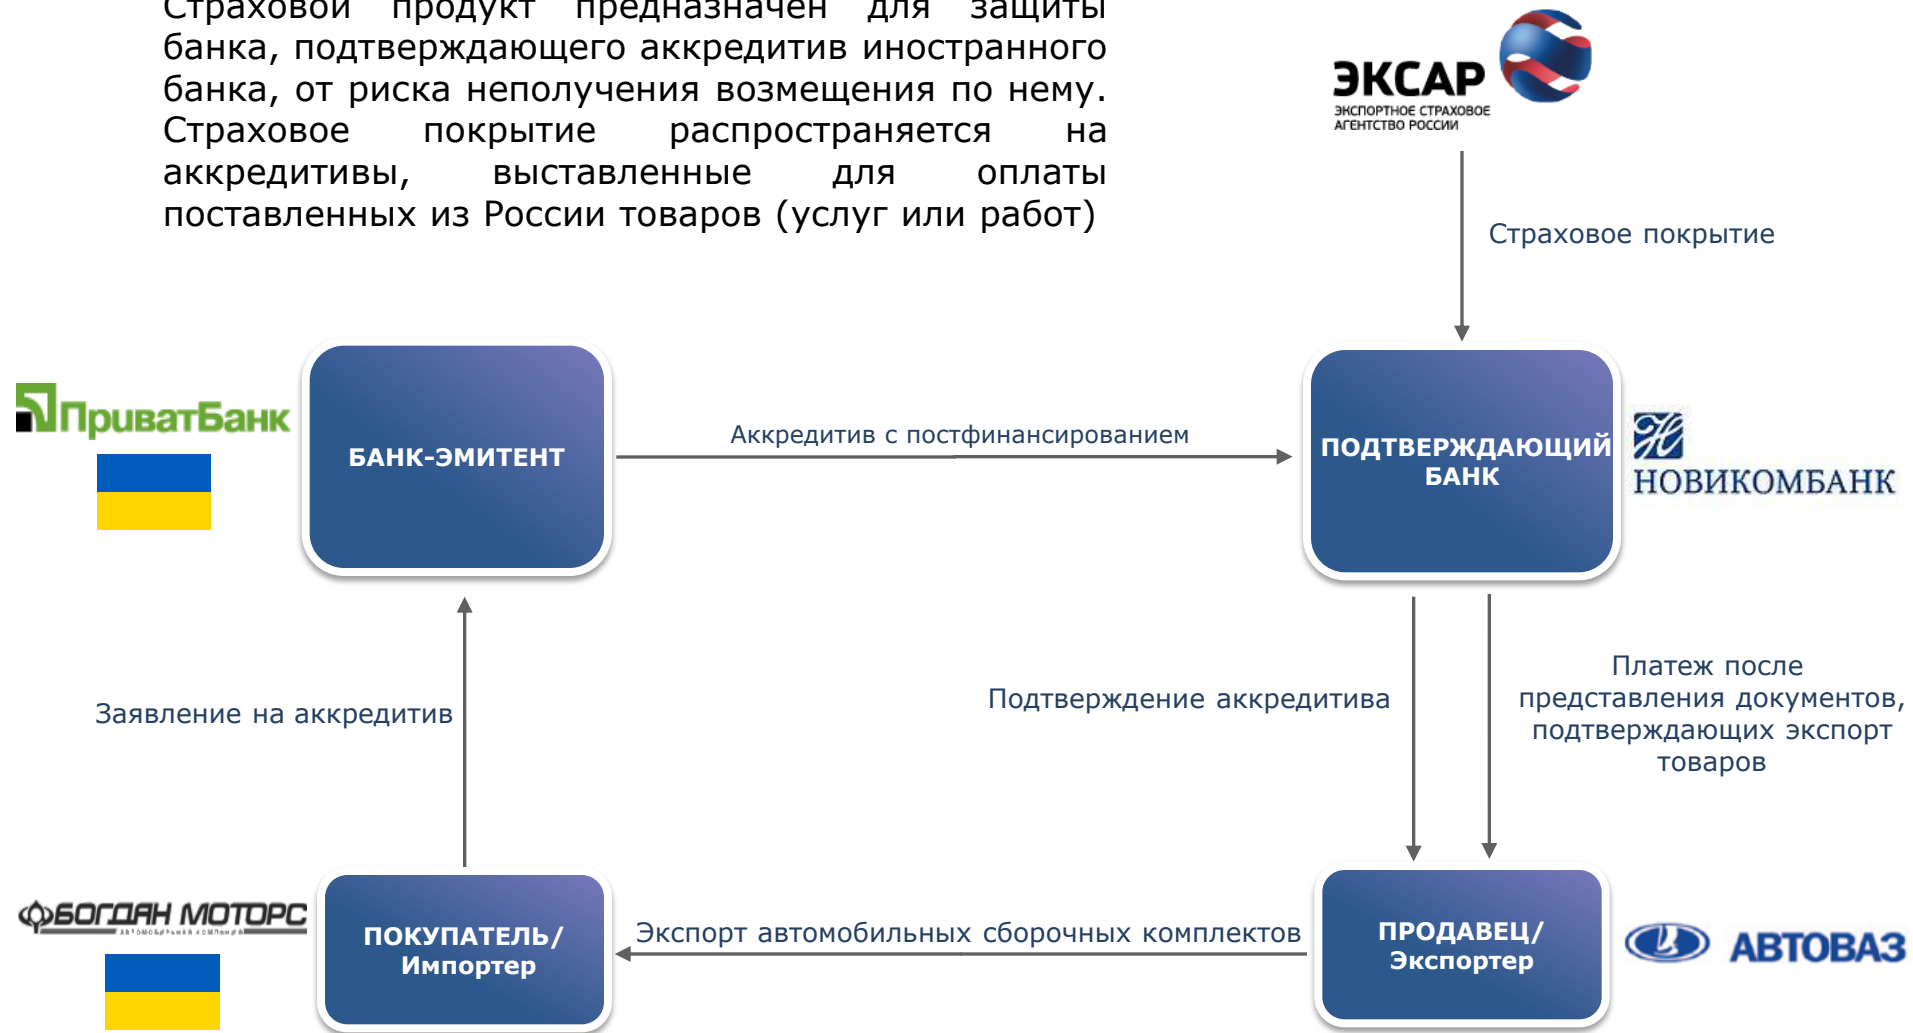 Страховой продукт предназначен для защиты
банка, подтверждающего аккредитив иностранного
банка, от риска неполучения возмещения по нему.
Страховое покрытие распространяется на
аккредитивы, выставленные для оплаты
поставленных из России товаров (услуг или работ)
ЭКСАР
ЭКСПОРТНОЕ СТРАХОВОЕ
АГЕНТСТВО РОССИИ
Страховое покрытие
ПриватБанк
БАНК-ЭМИТЕНТ
Аккредитив с постфинансированием
ПОДТВЕРЖДАЮЩИЙ
БАНК
НОВИКОМБАНК
Заявление на аккредитив
Подтверждение аккредитива
Платеж после
представления документов,
подтверждающих экспорт
товаров
БОГДАН МОТОРС
АВТОМОБИЛЬНАЯ КОМПАНИЯ
ПОКУПАТЕЛЬ/
Импортер
Экспорт автомобильных сборочных комплектов
ПРОДАВЕЦ/
Экспортер
АВТОВАЗ